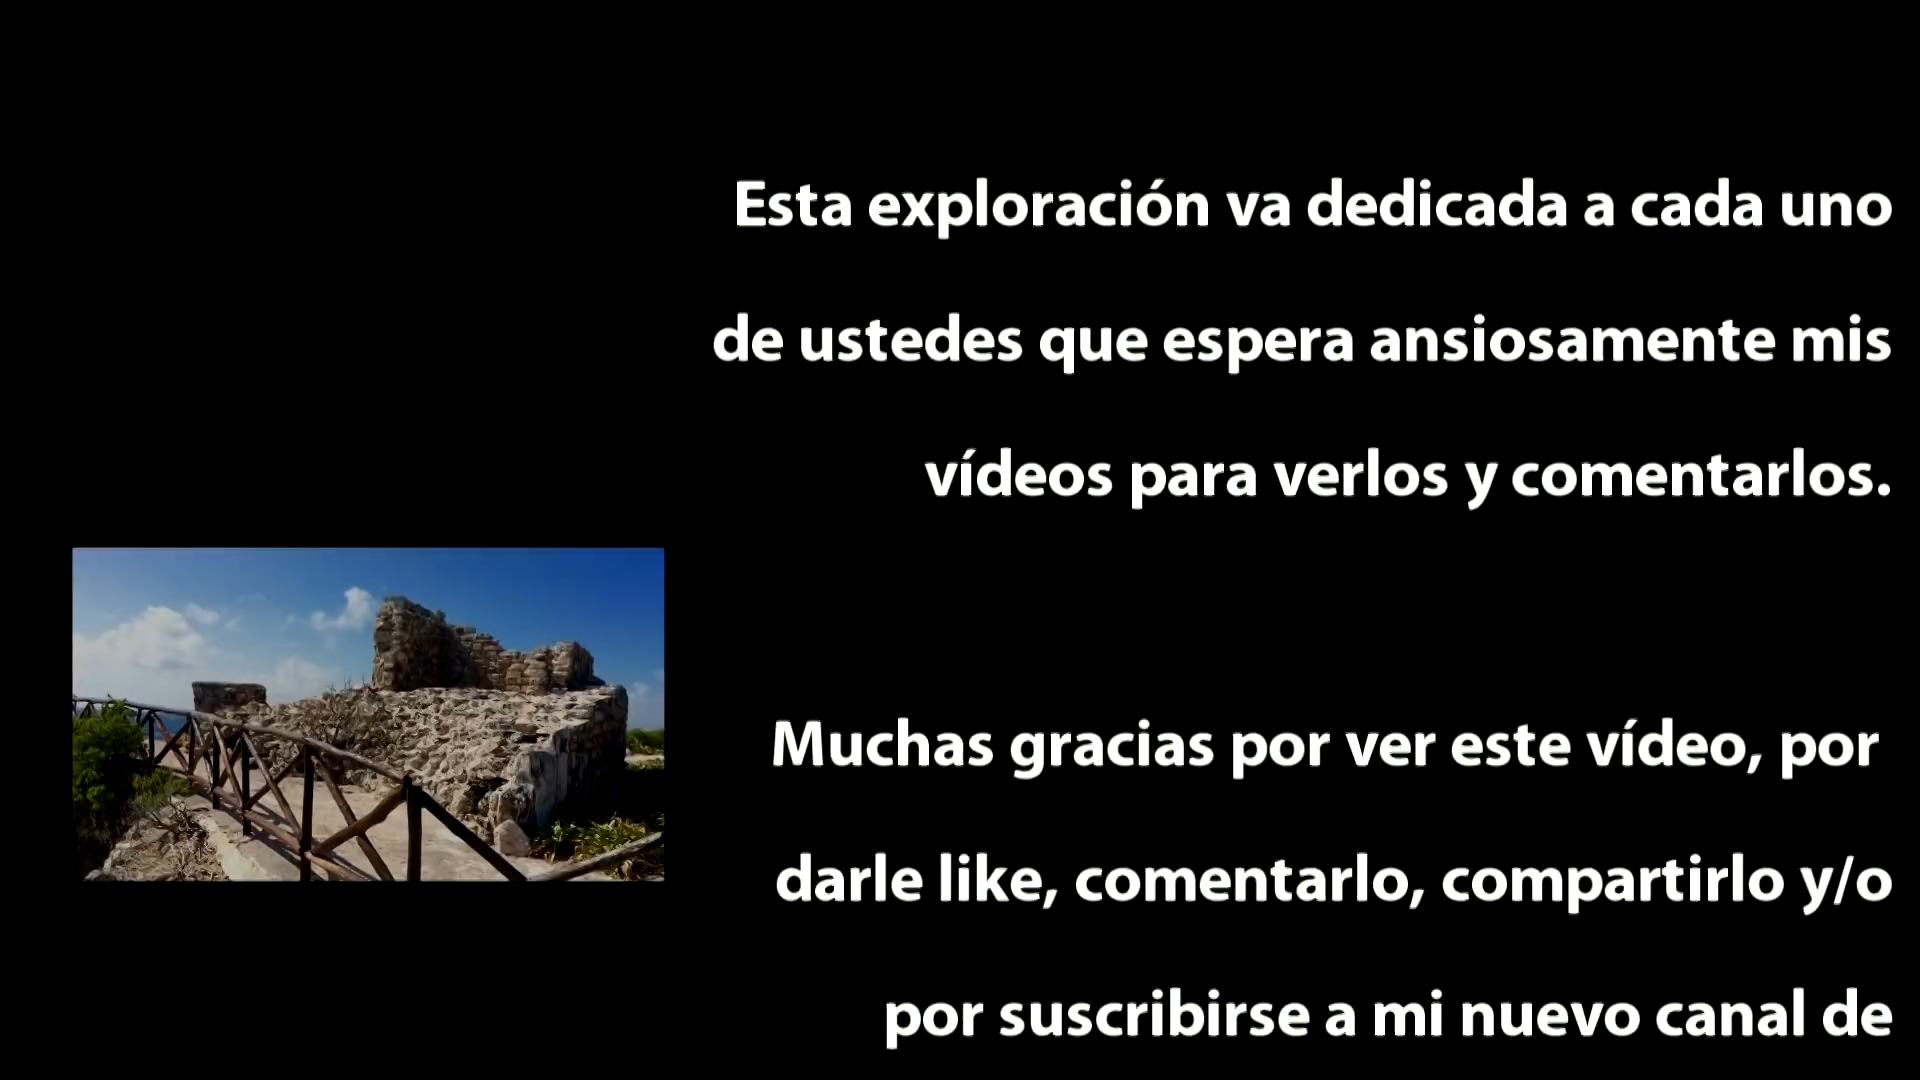 Esta exploración va dedicada a cada uno
de ustedes que espera ansiosamente mis
vídeos para verlos y comentarlos.
Muchas gracias por ver este vídeo, por
darle like, comentarlo, compartirlo y/o
por suscribirse a mi nuevo canal de